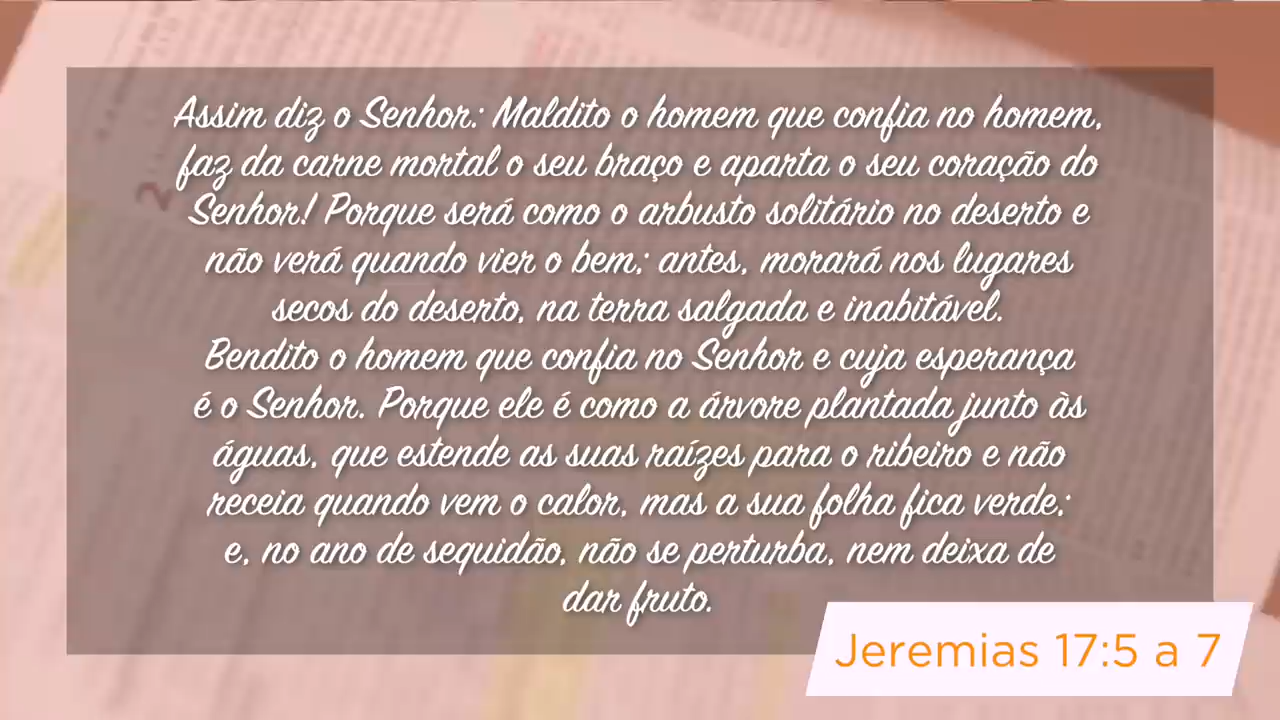 Assim diz o Senhor: Maldito o homem que confia no homem,
faz da carne mortal o seu braço e aparta o seu coração do
Senhor! Porque será como o arbusto solitário no deserto e
não verá quando vier o bem; antes, morará nos lugares
secos do deserto, na terra salgada e inabitável.
Bendito o homem que confia no Senhor e cuja esperança
é o Senhor. Porque ele é como a árvore plantada junto às
águas, que estende as suas raízes para o ribeiro e não
receia quando vem o calor, mas a sua folha fica verde;
e, no ano de sequidão, não se perturba, nem deixa de
dar fruto.
Jeremias 17:5 a 7